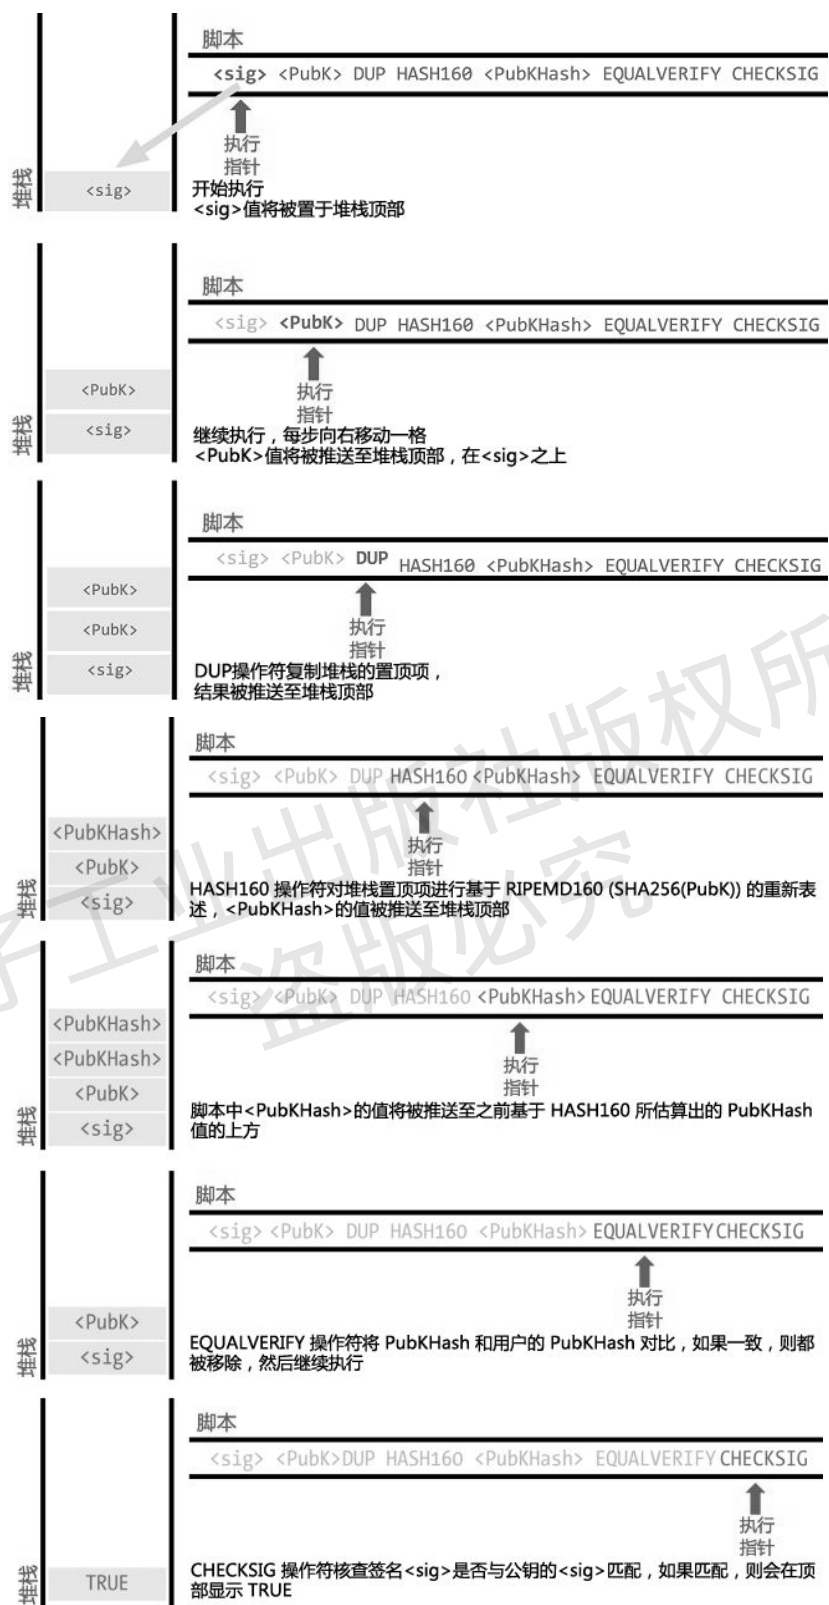 脚本
<sig> <PubK> DUP HASH160 <PubKHash> EQUALVERIFY CHECKSIG
执行
指针
堆栈
<sig>
开始执行
<sig>值将被置于堆栈顶部
脚本
<sig> <PubK> DUP HASH160 <PubKHash> EQUALVERIFY CHECKSIG
执行
指针
堆栈
<PubK>
<sig>
继续执行，每步向右移动一格
<PubK>值将被推送至堆栈顶部，在<sig>之上
脚本
<sig> <PubK> DUP HASH160 <PubKHash> EQUALVERIFY CHECKSIG
执行
指针
堆栈
<PubK>
<PubK>
<sig>
DUP操作符复制堆栈的置顶项，
结果被推送至堆栈顶部
脚本
<sig> <PubK> DUP HASH160 <PubKHash> EQUALVERIFY CHECKSIG
执行
指针
堆栈
<PubKHash>
<PubK>
<sig>
HASH160 操作符对堆栈置顶项进行基于 RIPEMD160 (SHA256(PubK)) 的重新表
述，<PubKHash>的值被推送至堆栈顶部
脚本
<sig> <PubK> DUP HASH160 <PubKHash> EQUALVERIFY CHECKSIG
执行
指针
堆栈
<PubKHash>
<PubKHash>
<PubK>
<sig>
脚本中<PubKHash>的值将被推送至之前基于 HASH160 所估算出的 PubKHash
值的上方
脚本
<sig> <PubK> DUP HASH160 <PubKHash> EQUALVERIFY CHECKSIG
执行
指针
堆栈
<PubK>
<sig>
EQUALVERIFY 操作符将 PubKHash 和用户的 PubKHash 对比，如果一致，则都
被移除，然后继续执行
脚本
<sig> <PubK>DUP HASH160 <PubKHash> EQUALVERIFY CHECKSIG
执行
指针
堆栈
TRUE
CHECKSIG 操作符核查签名<sig>是否与公钥的<sig>匹配，如果匹配，则会在顶
部显示 TRUE
子工业出版社版权所
盗版必究